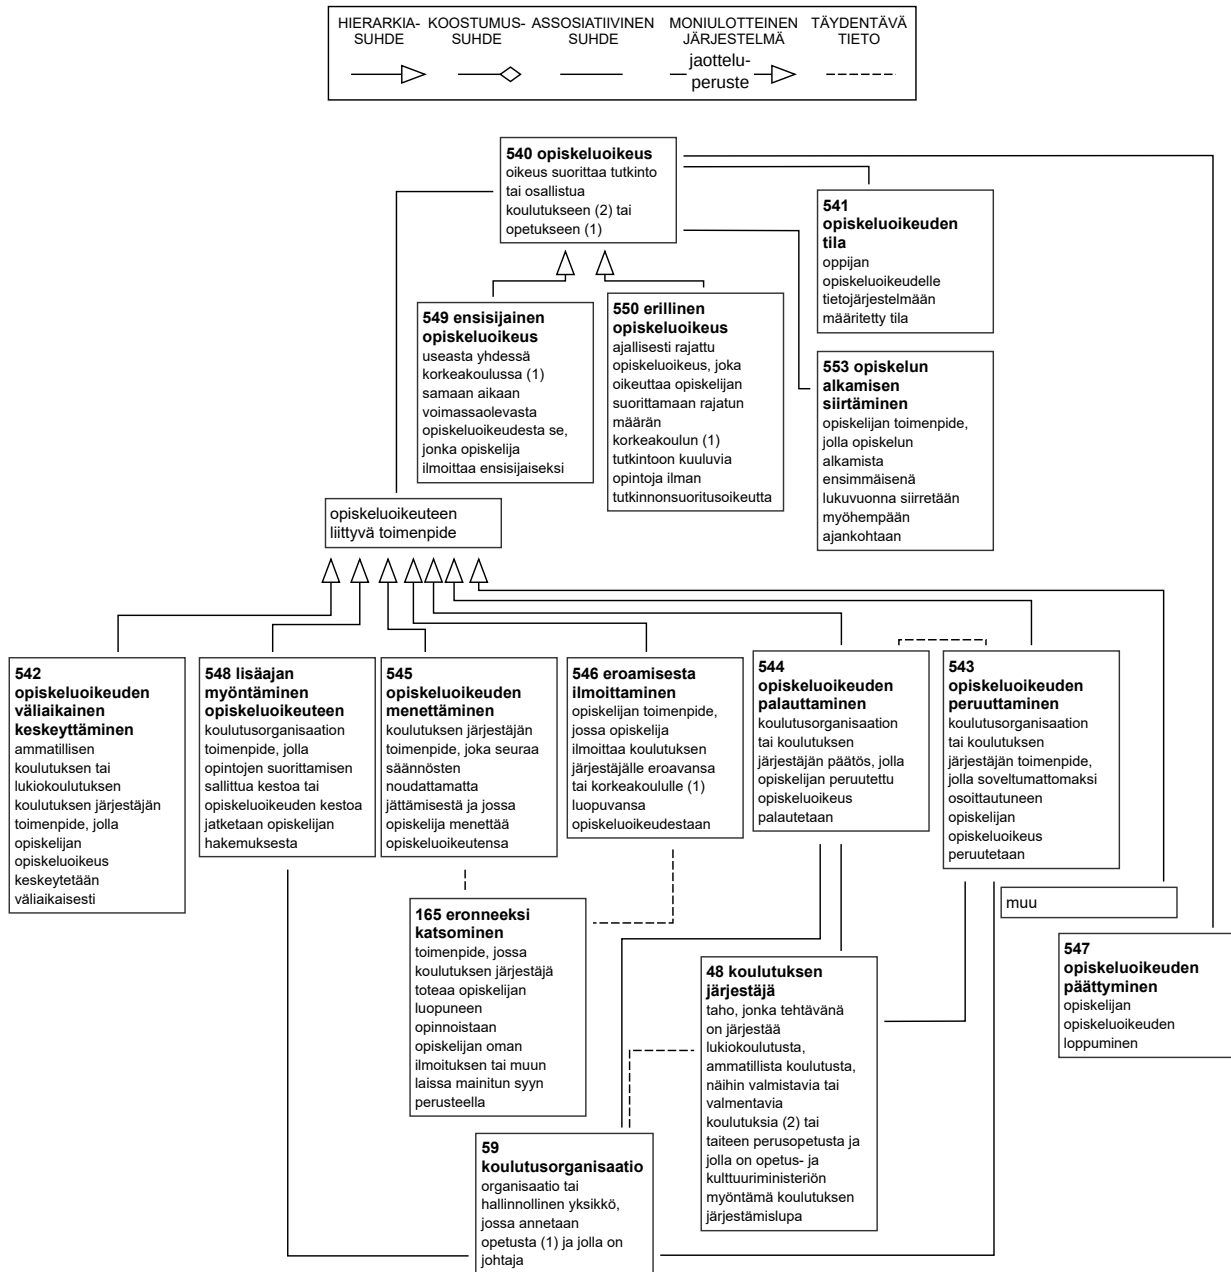 HIERARKIA-
SUHDE
KOOSTUMUS-
SUHDE
ASSOSIATIIVINEN
SUHDE
MONIULOTTEINEN
JÄRJESTELMÄ
jaottelu-
peruste
TÄYDENTÄVÄ
TIETO
540 opiskeluoikeus
oikeus suorittaa tutkinto
tai osallistua
koulutukseen (2) tai
opetukseen (1)
541
opiskeluoikeuden
tila
oppijan
opiskeluoikeudelle
tietojärjestelmään
määritetty tila
549 ensisijainen
opiskeluoikeus
useasta yhdessä
korkeakoulussa (1)
samaan aikaan
voimassaolevasta
opiskeluoikeudesta se,
jonka opiskelija
ilmoittaa ensisijaiseksi
550 erillinen
opiskeluoikeus
ajallisesti rajattu
opiskeluoikeus, joka
oikeuttaa opiskelijan
suorittamaan rajatun
määrän
korkeakoulun (1)
tutkintoon kuuluvia
opintoja ilman
tutkinnonsuoritusoikeutta
553 opiskelun
alkamisen
siirtäminen
opiskelijan toimenpide,
jolla opiskelun
alkamista
ensimmäisenä
lukuvuonna siirretään
myöhempään
ajankohtaan
opiskeluoikeuteen
liittyvä toimenpide
542
opiskeluoikeuden
väliaikainen
keskeyttäminen
ammatillisen
koulutuksen tai
lukiokoulutuksen
koulutuksen järjestäjän
toimenpide, jolla
opiskelijan
opiskeluoikeus
keskeytetään
väliaikaisesti
548 lisäajan
myöntäminen
opiskeluoikeuteen
koulutusorganisaation
toimenpide, jolla
opintojen suorittamisen
sallittua kestoa tai
opiskeluoikeuden kestoa
jatketaan opiskelijan
hakemuksesta
545
opiskeluoikeuden
menettäminen
koulutuksen järjestäjän
toimenpide, joka seuraa
säännösten
noudattamatta
jättämisestä ja jossa
opiskelija menettää
opiskeluoikeutensa
546 eroamisesta
ilmoittaminen
opiskelijan toimenpide,
jossa opiskelija
ilmoittaa koulutuksen
järjestäjälle eroavansa
tai korkeakoululle (1)
luopuvansa
opiskeluoikeudestaan
544
opiskeluoikeuden
palauttaminen
koulutusorganisaation
tai koulutuksen
järjestäjän päätös, jolla
opiskelijan peruutettu
opiskeluoikeus
palautetaan
543
opiskeluoikeuden
peruuttaminen
koulutusorganisaation
tai koulutuksen
järjestäjän toimenpide,
jolla soveltumattomaksi
osoittautuneen
opiskelijan
opiskeluoikeus
peruutetaan
muu
165 eronneeksi
katsominen
toimenpide, jossa
koulutuksen järjestäjä
toteaa opiskelijan
luopuneen
opinnoistaan
opiskelijan oman
ilmoituksen tai muun
laissa mainitun syyn
perusteella
48 koulutuksen
järjestäjä
taho, jonka tehtävänä
on järjestää
lukiokoulutusta,
ammatillista koulutusta,
näihin valmistavia tai
valmentavia
koulutuksia (2) tai
taiteen perusopetusta ja
jolla on opetus- ja
kulttuuriministeriön
myöntämä koulutuksen
järjestämislupa
547
opiskeluoikeuden
päättyminen
opiskelijan
opiskeluoikeuden
loppuminen
59
koulutusorganisaatio
organisaatio tai
hallinnollinen yksikkö,
jossa annetaan
opetusta (1) ja jolla on
johtaja